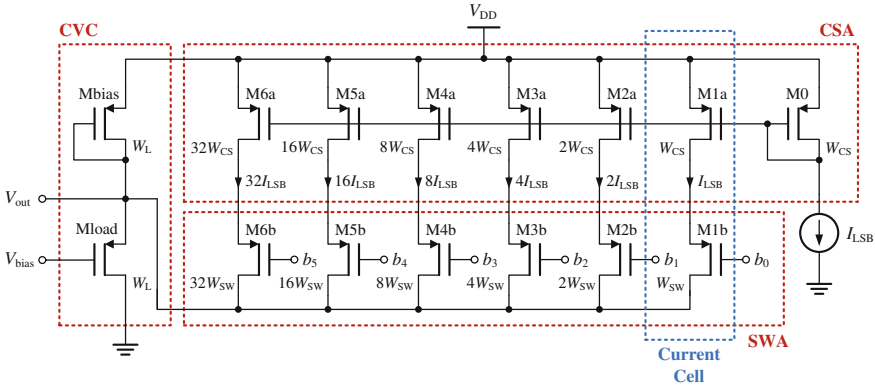 V_DD
CVC
CSA
Mbias
M6a
M5a
M4a
M3a
M2a
M1a
M0
W_L
32W_CS
16W_CS
8W_CS
4W_CS
2W_CS
W_CS
W_CS
32I_LSB
16I_LSB
8I_LSB
4I_LSB
2I_LSB
I_LSB
V_out
Mload
M6b
M5b
M4b
M3b
M2b
M1b
I_LSB
V_bias
b_5
b_4
b_3
b_2
b_1
b_0
W_L
32W_SW
16W_SW
8W_SW
4W_SW
2W_SW
W_SW
SWA
Current
Cell